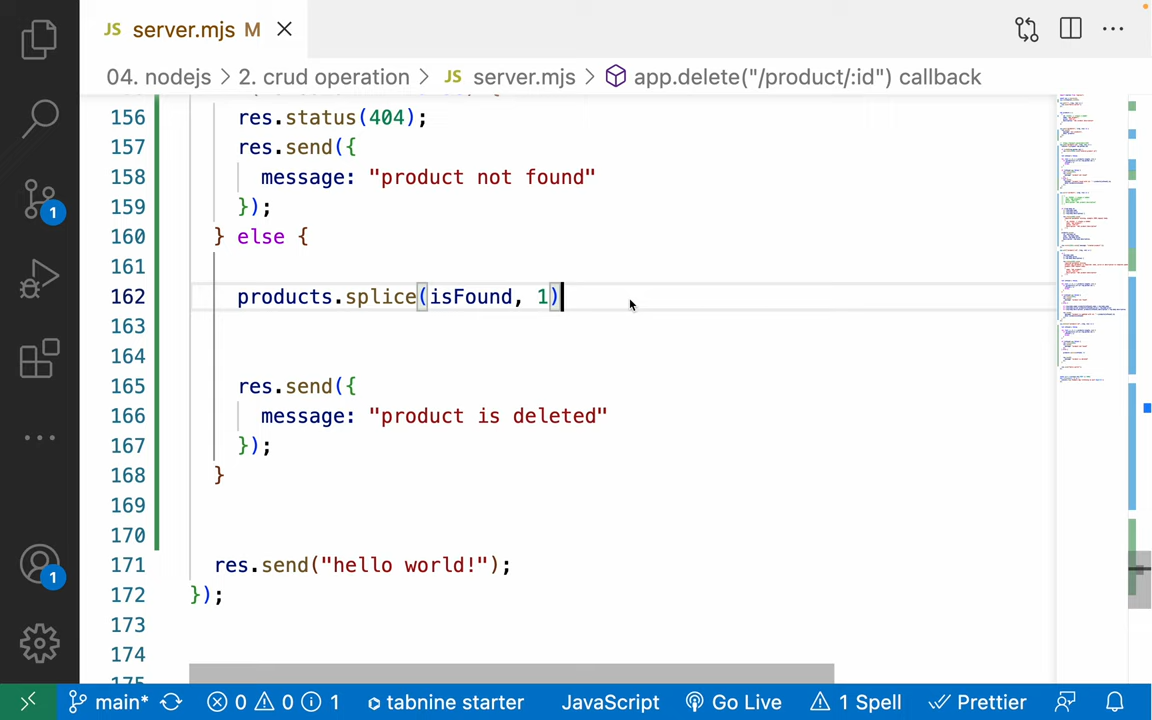 JS server.mjs M
04. nodejs > 2. crud operation > JS server.mjs > app.delete("/product/:id") callback
156 res.status(404);
157 res.send({
158 message: "product not found"
159 });
160 } else {
161
162 products.splice(isFound, 1)
163
164
165 res.send({
166 message: "product is deleted"
167 });
168 }
169
170
171 res.send("hello world!");
172 });
173
174
1
1
main* 0 0 1 tabnine starter JavaScript Go Live 1 Spell Prettier